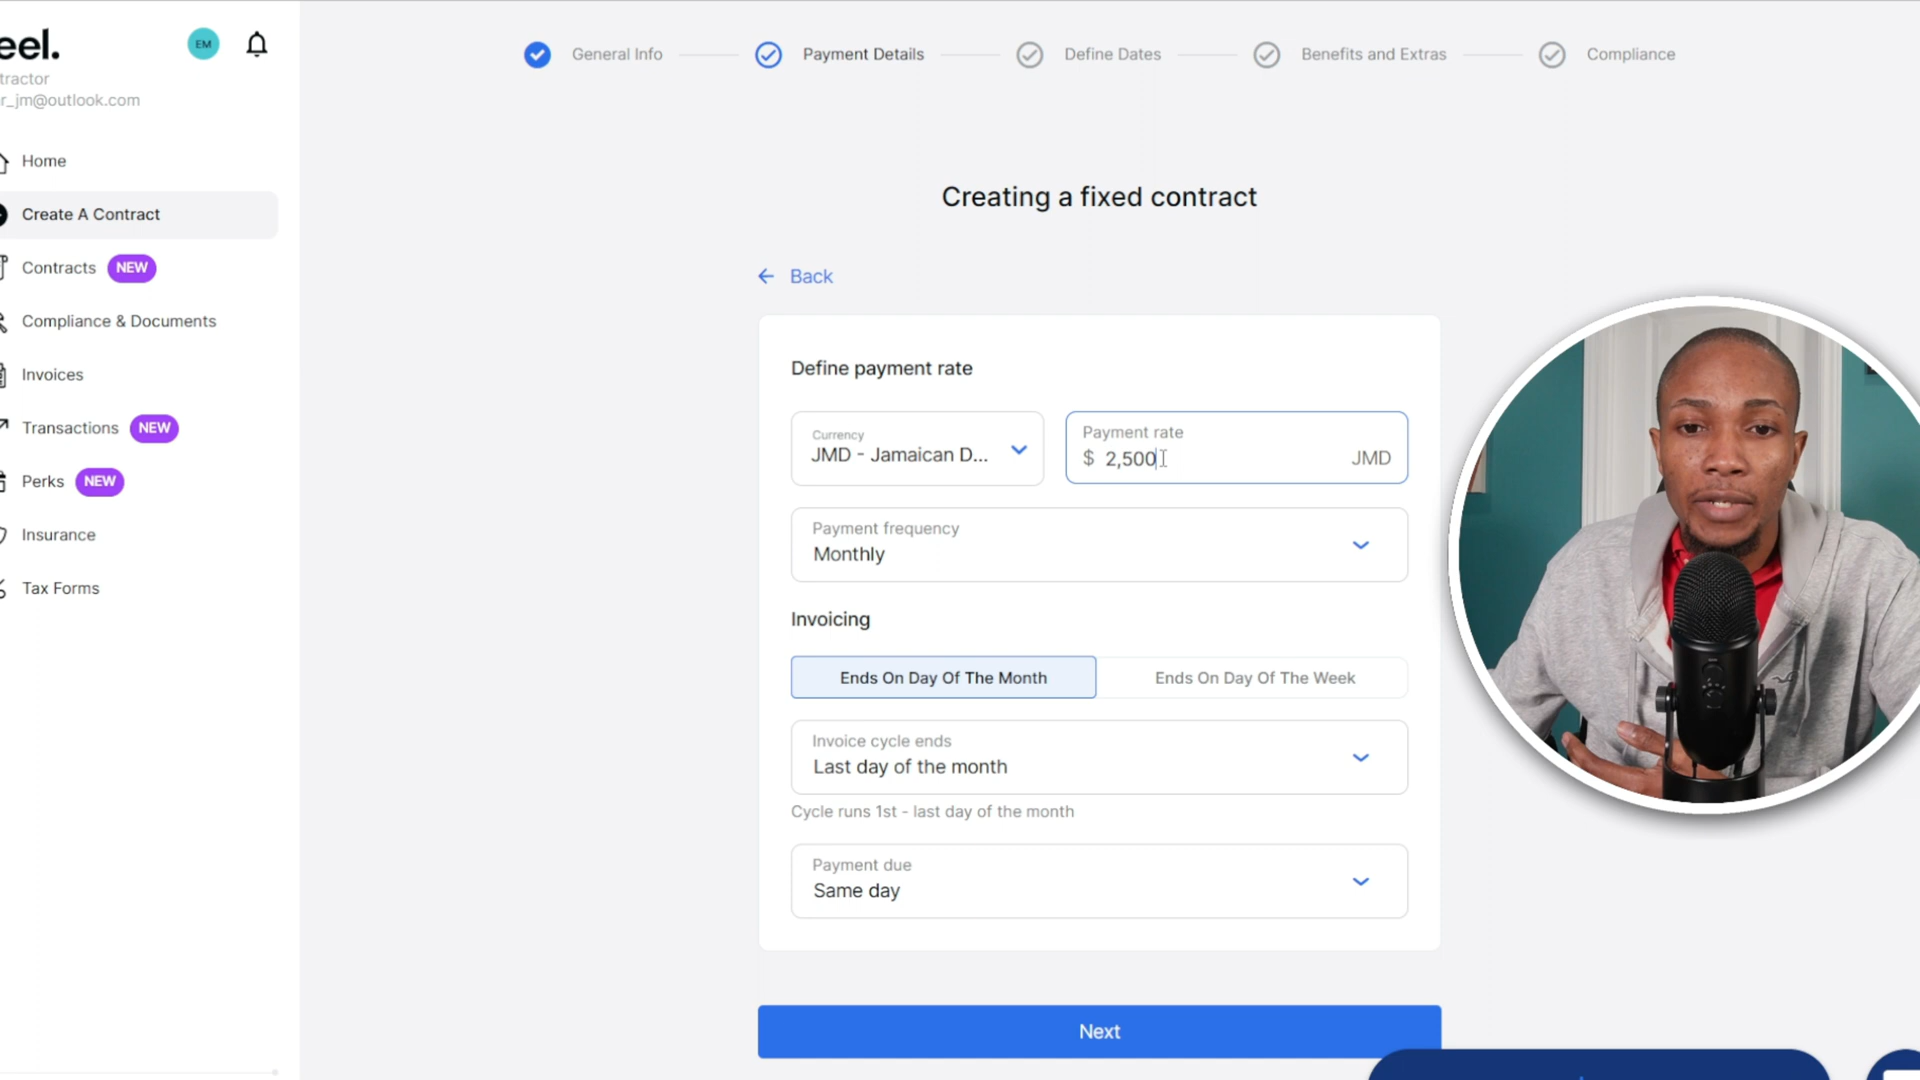 eel.
EM
tractor
r_jm@outlook.com
Home
Create A Contract
Contracts NEW
Compliance & Documents
Invoices
Transactions NEW
Perks NEW
Insurance
Tax Forms
General Info
Payment Details
Define Dates
Benefits and Extras
Compliance
Creating a fixed contract
Back
Define payment rate
Currency
JMD - Jamaican D...
Payment rate
$ 2,500 JMD
Payment frequency
Monthly
Invoicing
Ends On Day Of The Month
Ends On Day Of The Week
Invoice cycle ends
Last day of the month
Cycle runs 1st - last day of the month
Payment due
Same day
Next